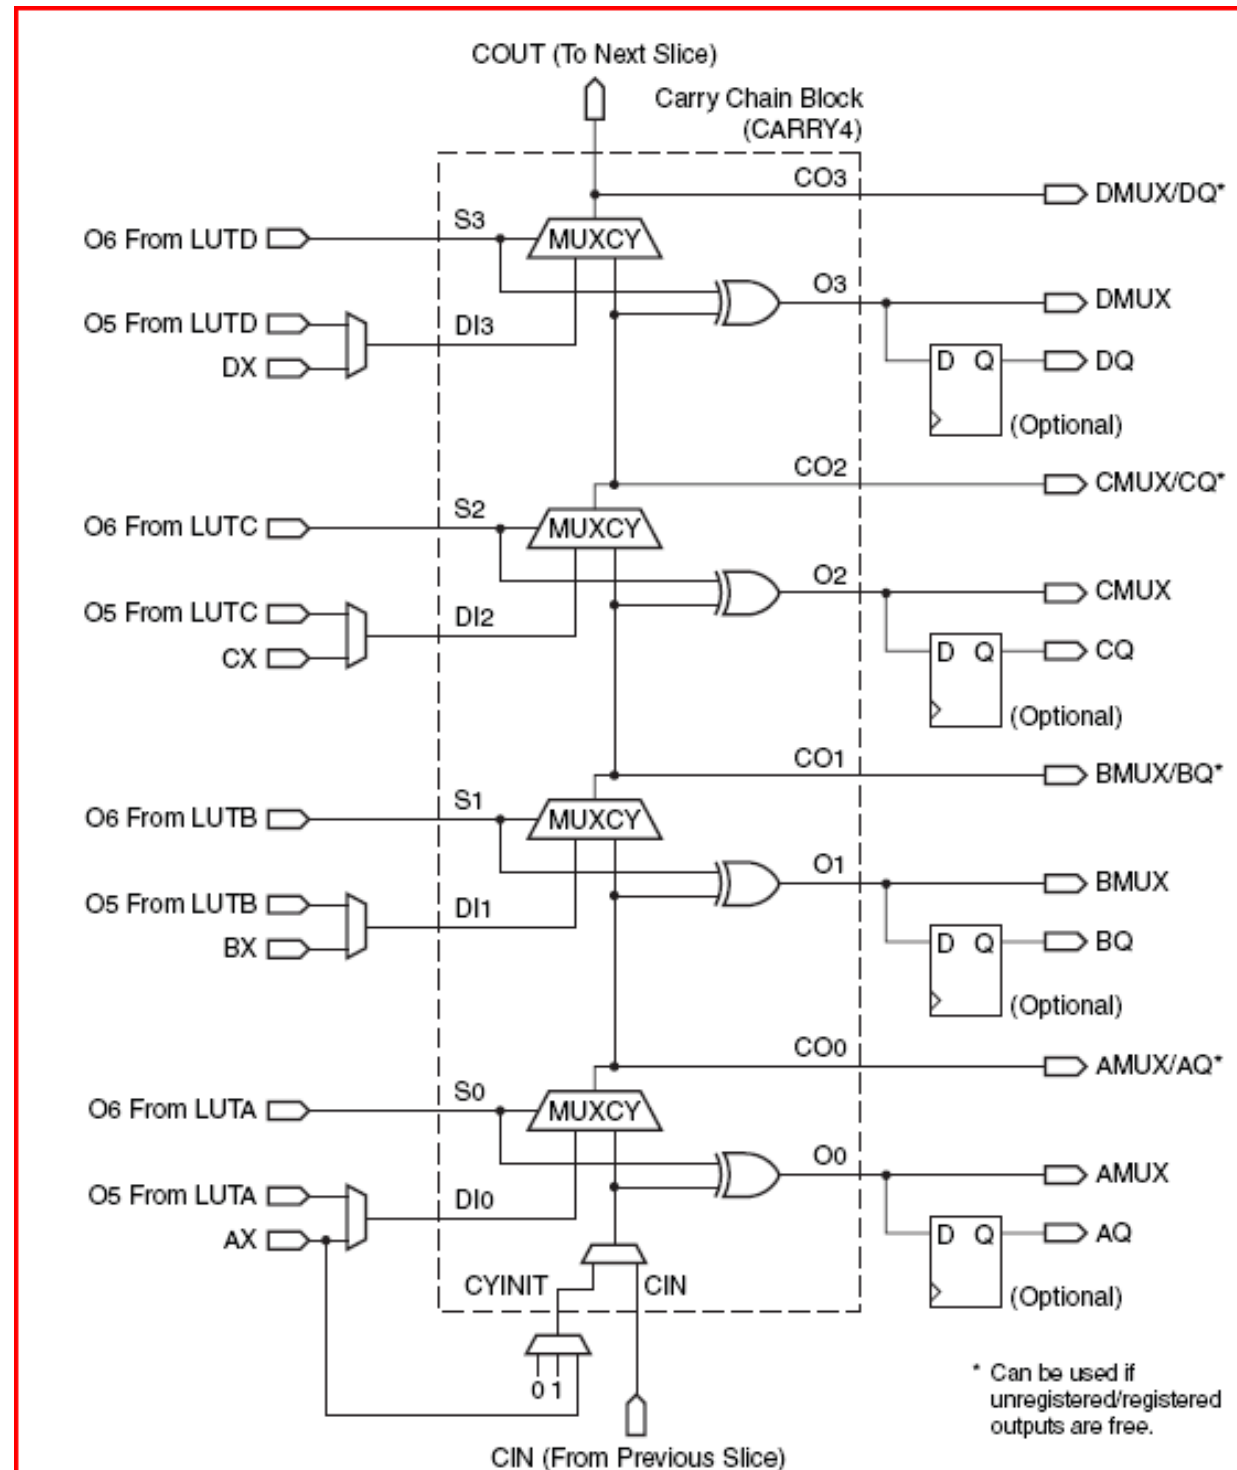 COUT (To Next Slice)
Carry Chain Block
(CARRY4)
CO3
DMUX/DQ*
S3
O6 From LUTD
MUXCY
O3
DMUX
O5 From LUTD
DI3
DX
D Q
DQ
(Optional)
CO2
CMUX/CQ*
S2
O6 From LUTC
MUXCY
O2
CMUX
O5 From LUTC
DI2
CX
D Q
CQ
(Optional)
CO1
BMUX/BQ*
S1
O6 From LUTB
MUXCY
O1
BMUX
O5 From LUTB
DI1
BX
D Q
BQ
(Optional)
CO0
AMUX/AQ*
S0
O6 From LUTA
MUXCY
O0
AMUX
O5 From LUTA
DI0
AX
D Q
AQ
CYINIT
CIN
(Optional)
0 1
* Can be used if
unregistered/registered
outputs are free.
CIN (From Previous Slice)